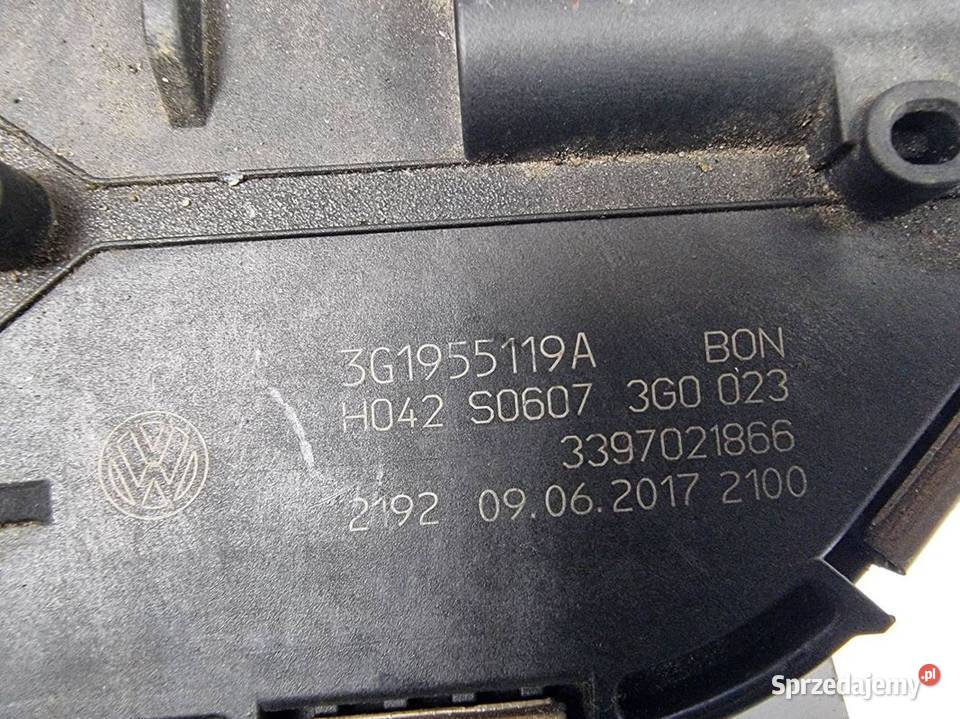 3G1955119A BON
H042 S0607 3G0 023
3397021866
2192 09.06.2017 2100
Sprzedajemy.pl